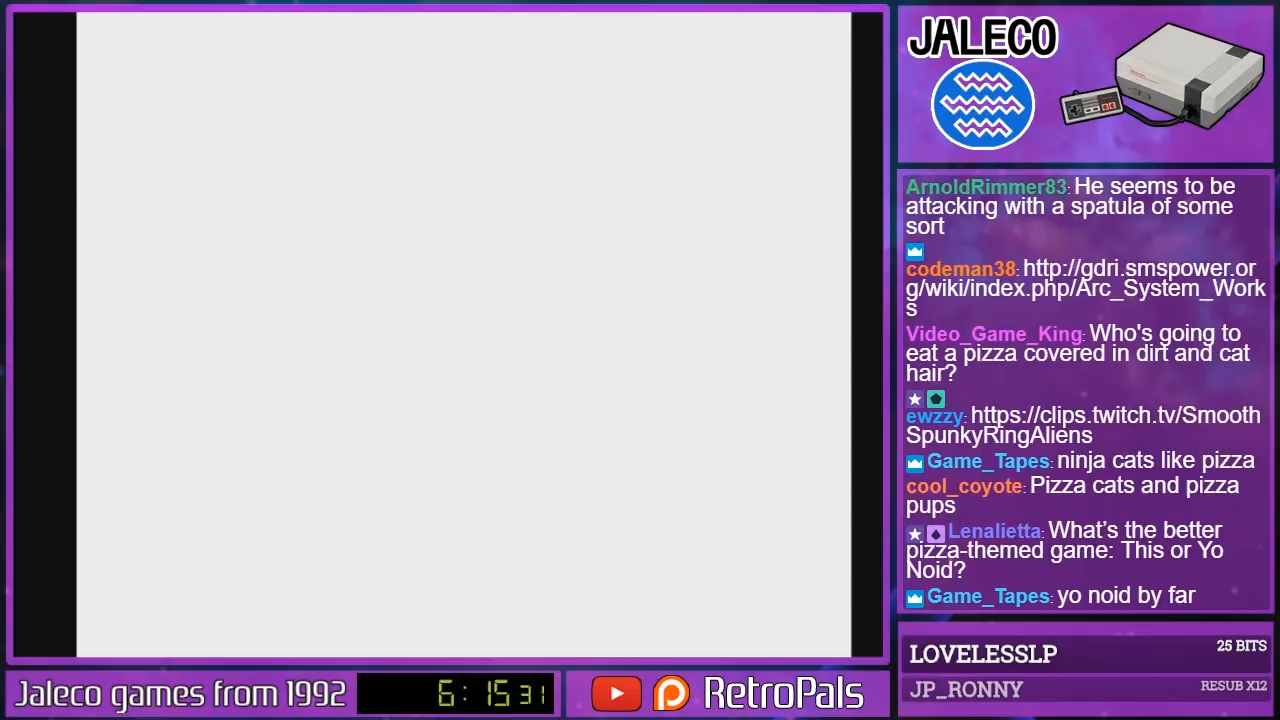 JALECO
ArnoldRimmer83: He seems to be
attacking with a spatula of some
sort
codeman38: http://gdri.smspower.or
g/wiki/index.php/Arc_System_Work
s
Video_Game_King: Who's going to
eat a pizza covered in dirt and cat
hair?
ewzzy: https://clips.twitch.tv/Smooth
SpunkyRingAliens
Game_Tapes: ninja cats like pizza
cool_coyote: Pizza cats and pizza
pups
Lenalietta: What’s the better
pizza-themed game: This or Yo
Noid?
Game_Tapes: yo noid by far
LOVELESSLP 25 BITS
JP_RONNY RESUB X12
Jaleco games from 1992 6:15 31 RetroPals